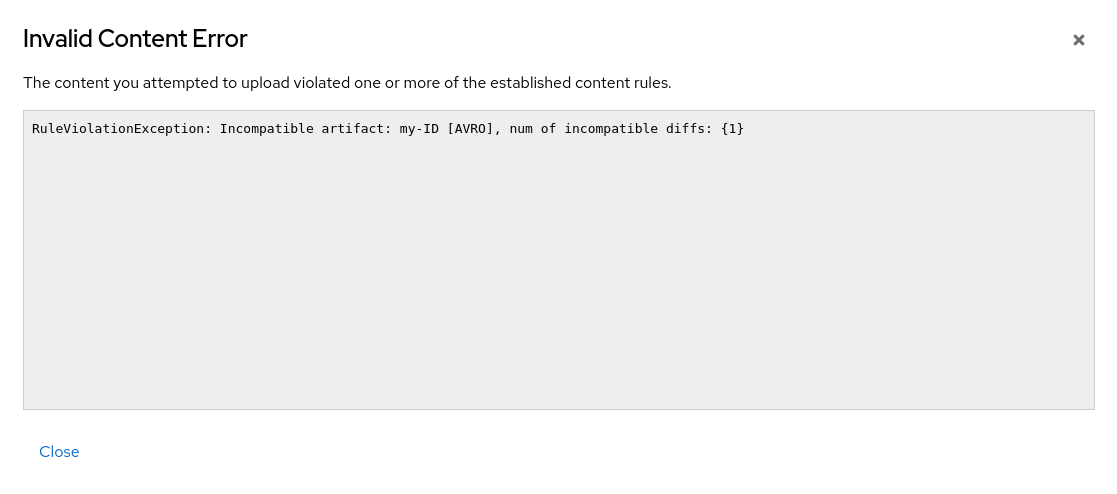 Invalid Content Error
The content you attempted to upload violated one or more of the established content rules.
RuleViolationException: Incompatible artifact: my-ID [AVRO], num of incompatible diffs: {1}
Close